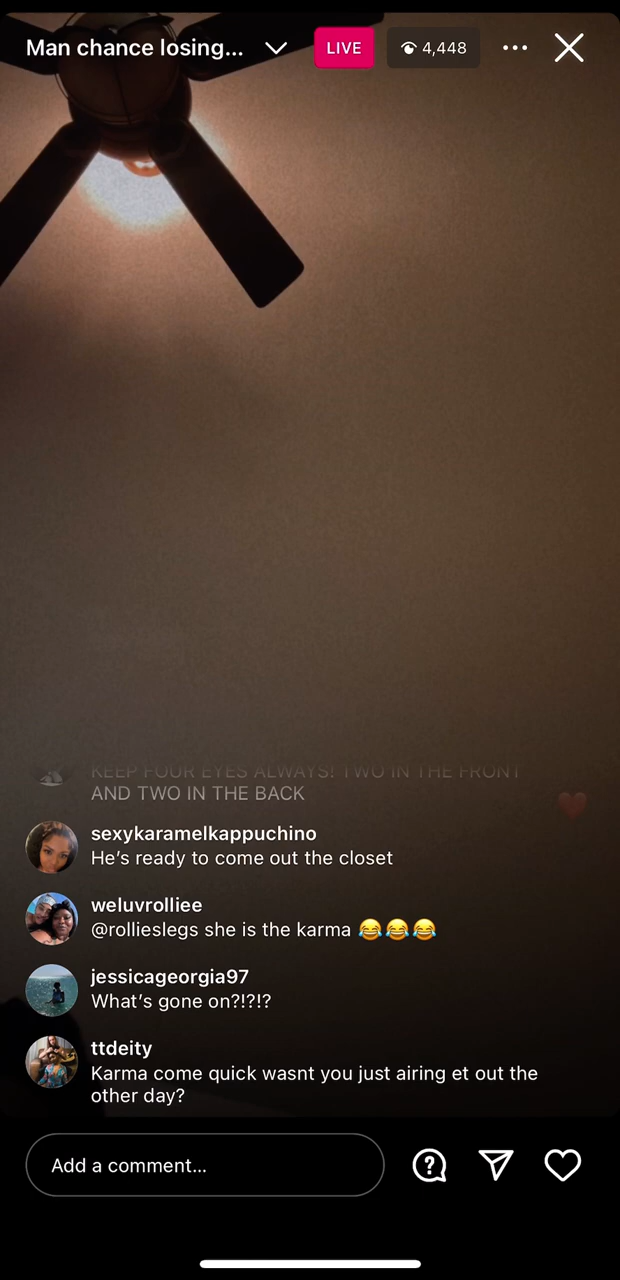 Man chance losing...
LIVE
4,448
KEEP FOUR EYES ALWAYS! TWO IN THE FRONT
AND TWO IN THE BACK
sexykaramelkappuchino
He’s ready to come out the closet
weluvrolliee
@rollieslegs she is the karma 😂😂😂
jessicageorgia97
What’s gone on?!?!?
ttdeity
Karma come quick wasnt you just airing et out the
other day?
Add a comment...